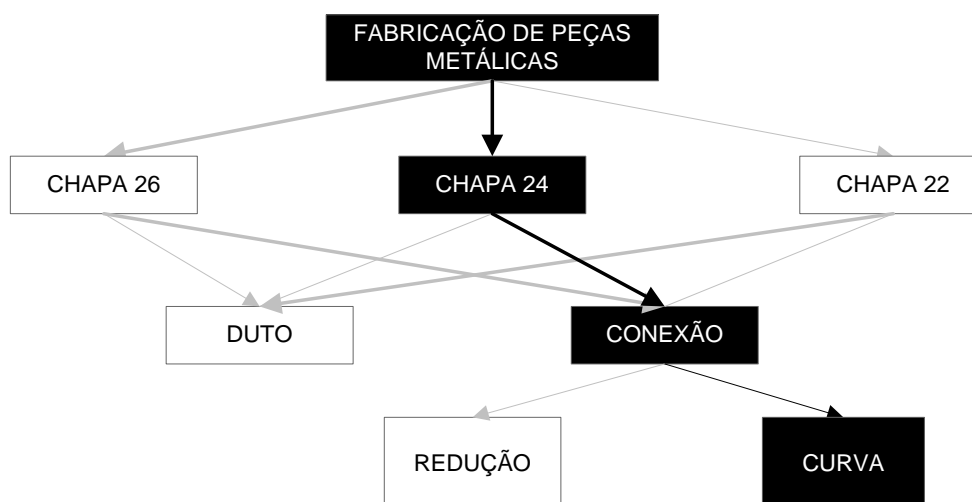 FABRICAÇÃO DE PEÇAS
METÁLICAS
CHAPA 26
CHAPA 24
CHAPA 22
DUTO
CONEXÃO
REDUÇÃO
CURVA